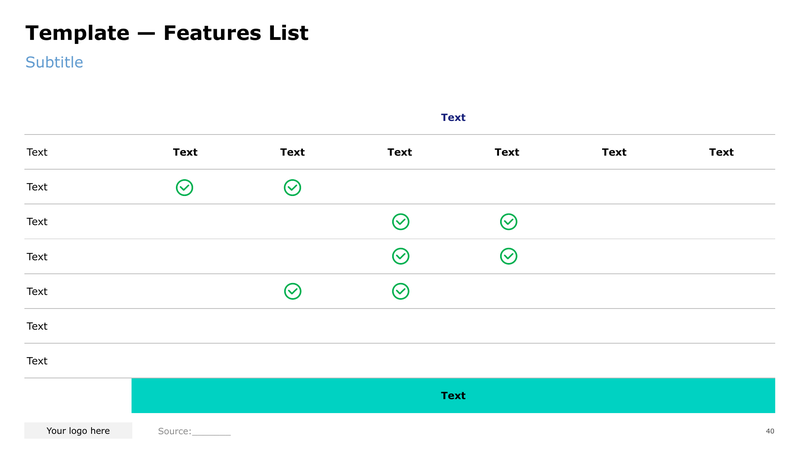 Template — Features List
Subtitle
Text
Text Text Text Text Text Text Text
Text
Text
Text
Text
Text
Text
Text
Your logo here Source:________ 40